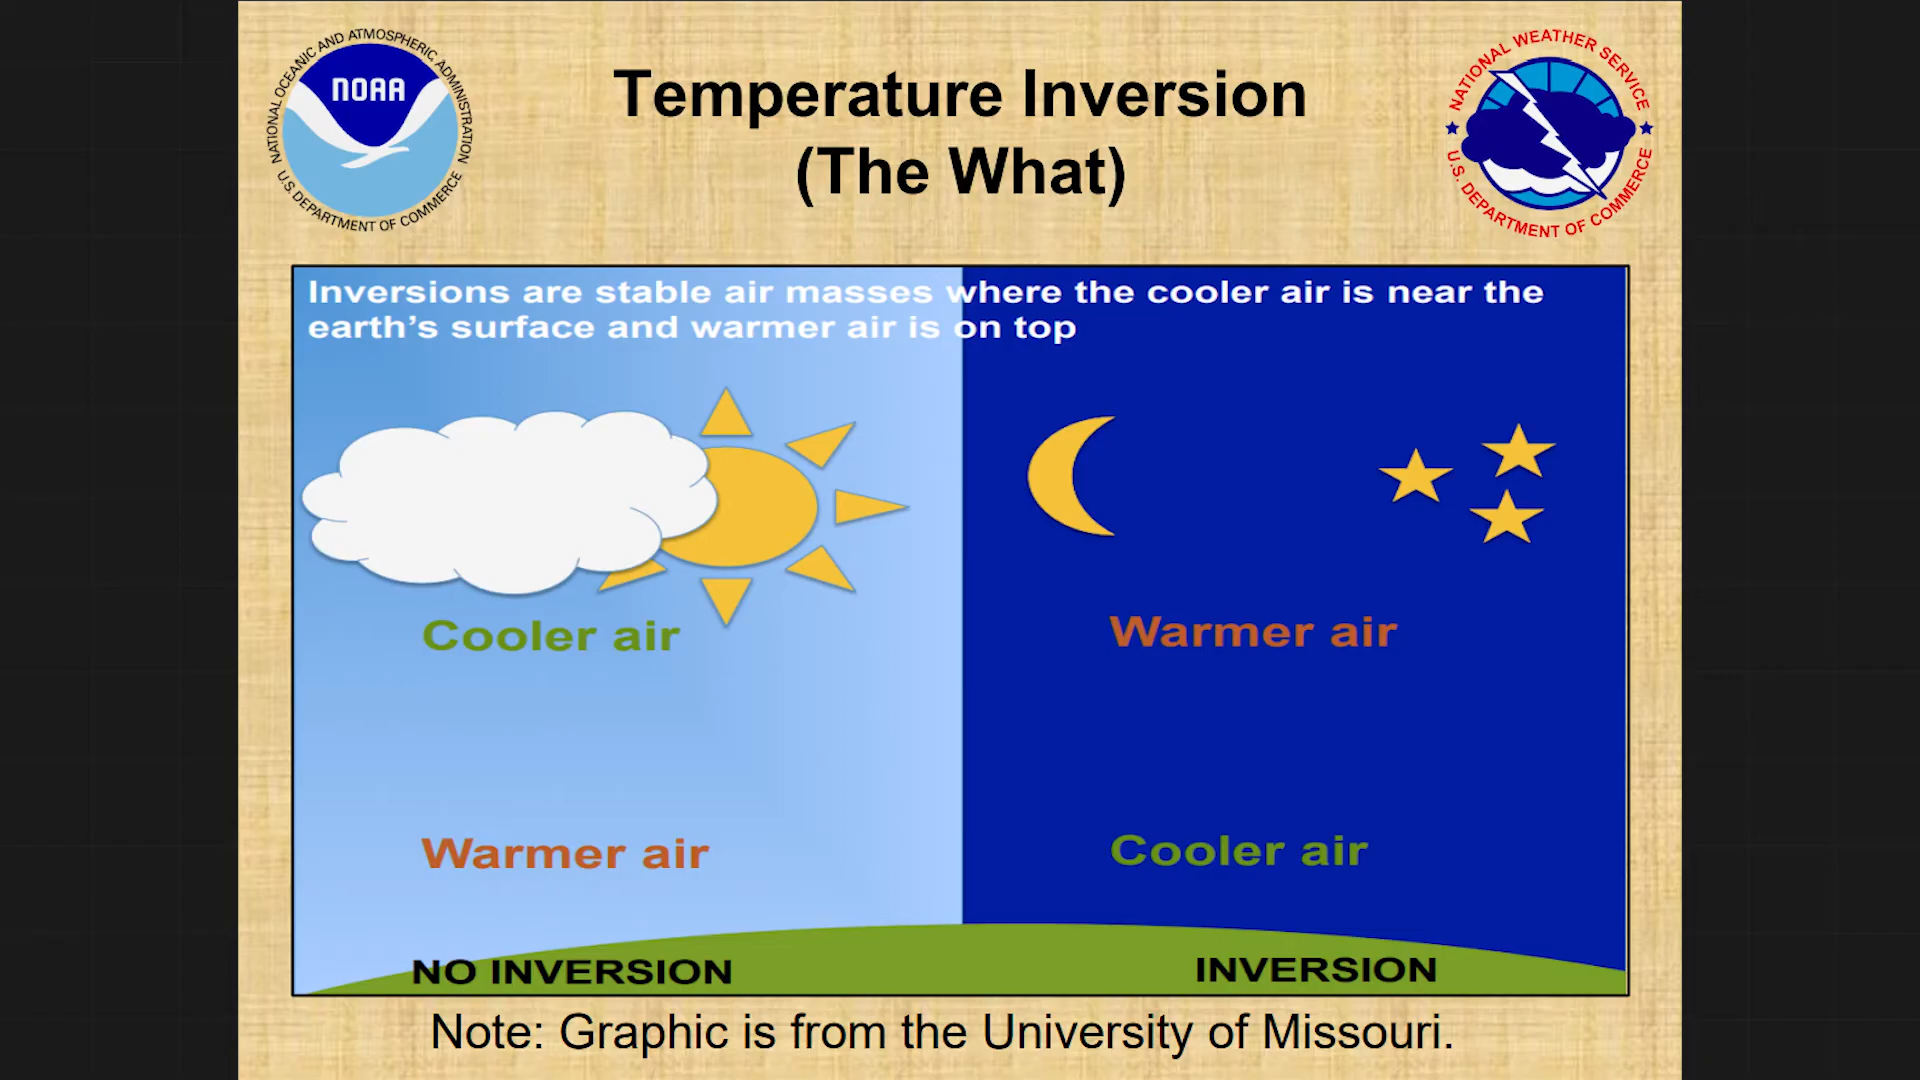 NATIONAL OCEANIC AND ATMOSPHERIC ADMINISTRATION
NOAA
U.S. DEPARTMENT OF COMMERCE
Temperature Inversion
(The What)
NATIONAL WEATHER SERVICE
U.S. DEPARTMENT OF COMMERCE
Inversions are stable air masses where the cooler air is near the
earth’s surface and warmer air is on top
Cooler air
Warmer air
NO INVERSION
Warmer air
Cooler air
INVERSION
Note: Graphic is from the University of Missouri.